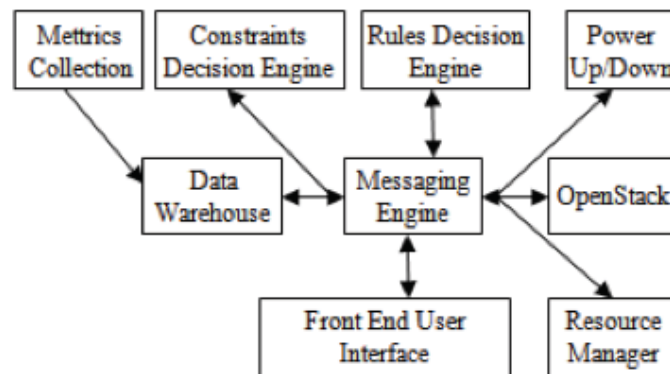 Mettrics
Collection
Constraints
Decision Engine
Rules Decision
Engine
Power
Up/Down
Data
Warehouse
Messaging
Engine
OpenStack
Front End User
Interface
Resource
Manager